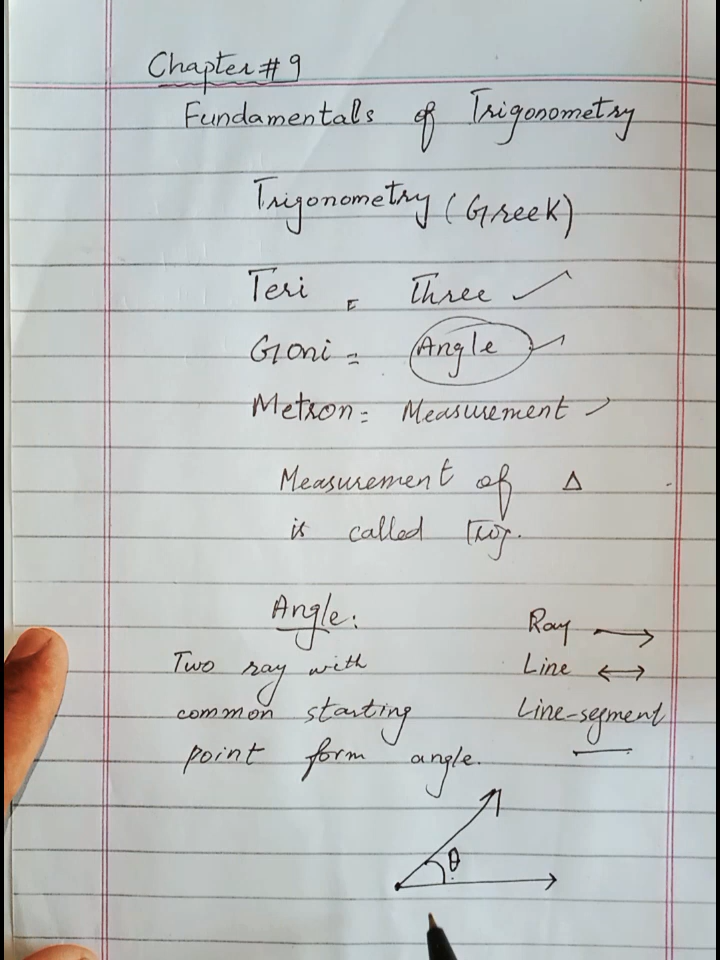 Chapter # 9
Fundamentals of Trigonometry
Trigonometry (Greek)
Teri = Three ✓
Goni = Angle ✓
Metron = Measurement ✓
Measurement of Δ
is called Trig.
Angle:
Two ray with
common starting
point form angle.
Ray →
Line ↔
Line-segment —
θ